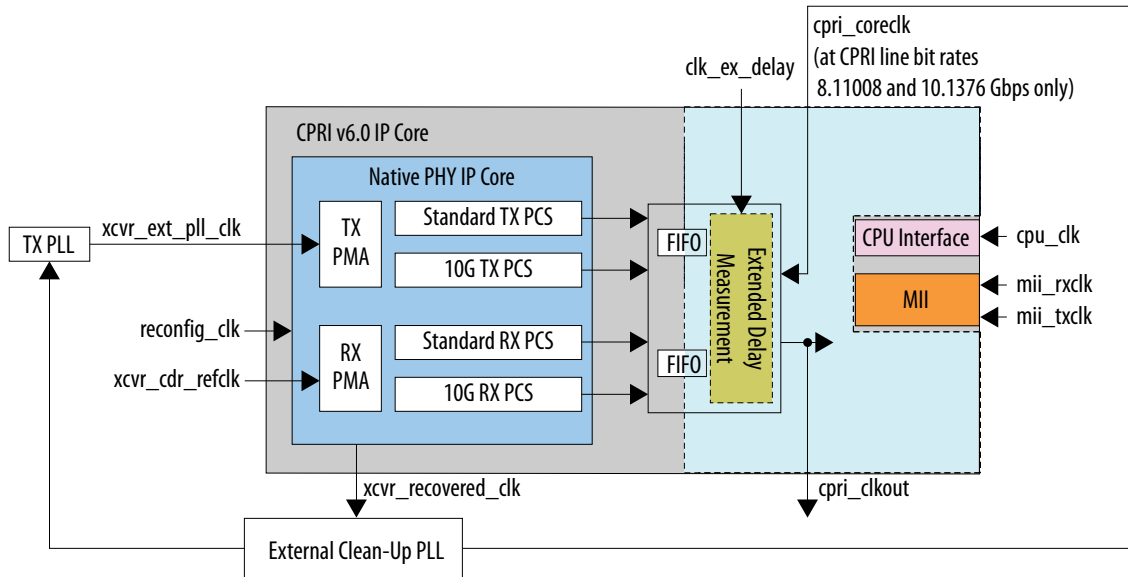 cpri_coreclk
(at CPRI line bit rates
8.11008 and 10.1376 Gbps only)
clk_ex_delay
CPRI v6.0 IP Core
Native PHY IP Core
TX PLL
xcvr_ext_pll_clk
TX
PMA
Standard TX PCS
10G TX PCS
FIFO
Extended Delay
Measurement
CPU Interface
cpu_clk
MII
mii_rxclk
mii_txclk
reconfig_clk
xcvr_cdr_refclk
RX
PMA
Standard RX PCS
10G RX PCS
FIFO
xcvr_recovered_clk
cpri_clkout
External Clean-Up PLL